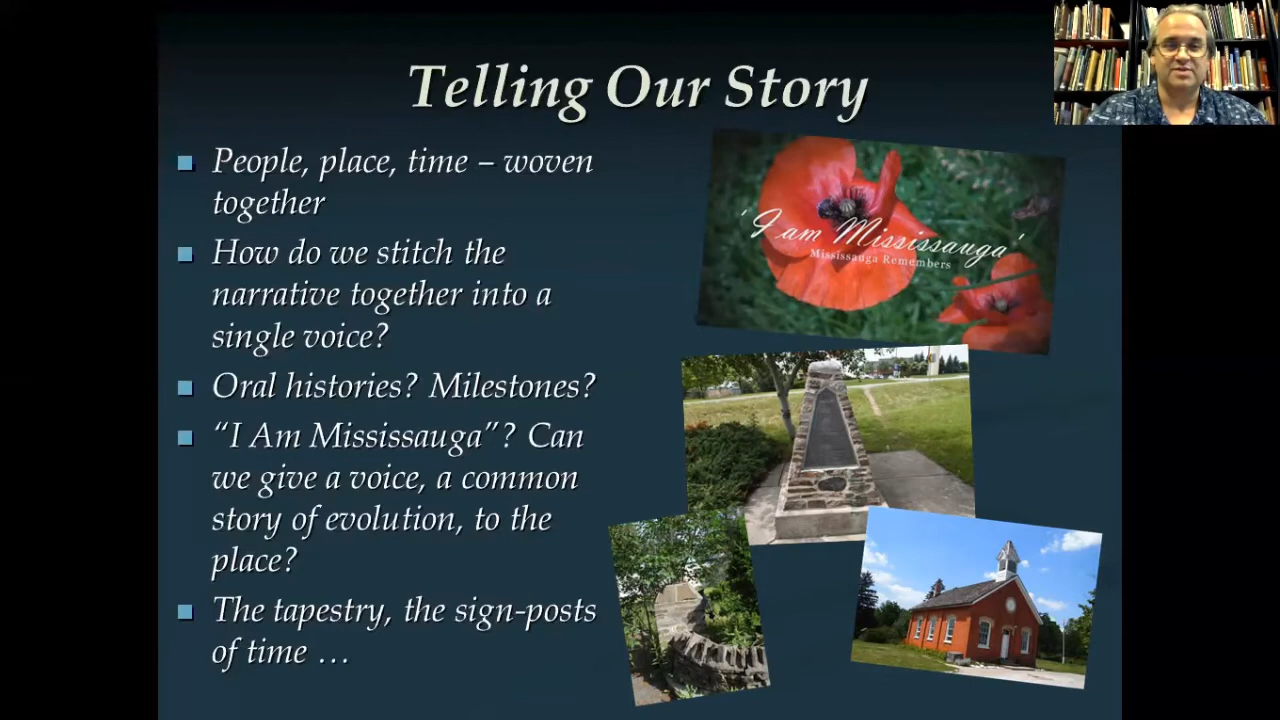 Telling Our Story
People, place, time – woven
together
How do we stitch the
narrative together into a
single voice?
Oral histories? Milestones?
“I Am Mississauga”? Can
we give a voice, a common
story of evolution, to the
place?
The tapestry, the sign-posts
of time …
'I am Mississauga'
Mississauga Remembers